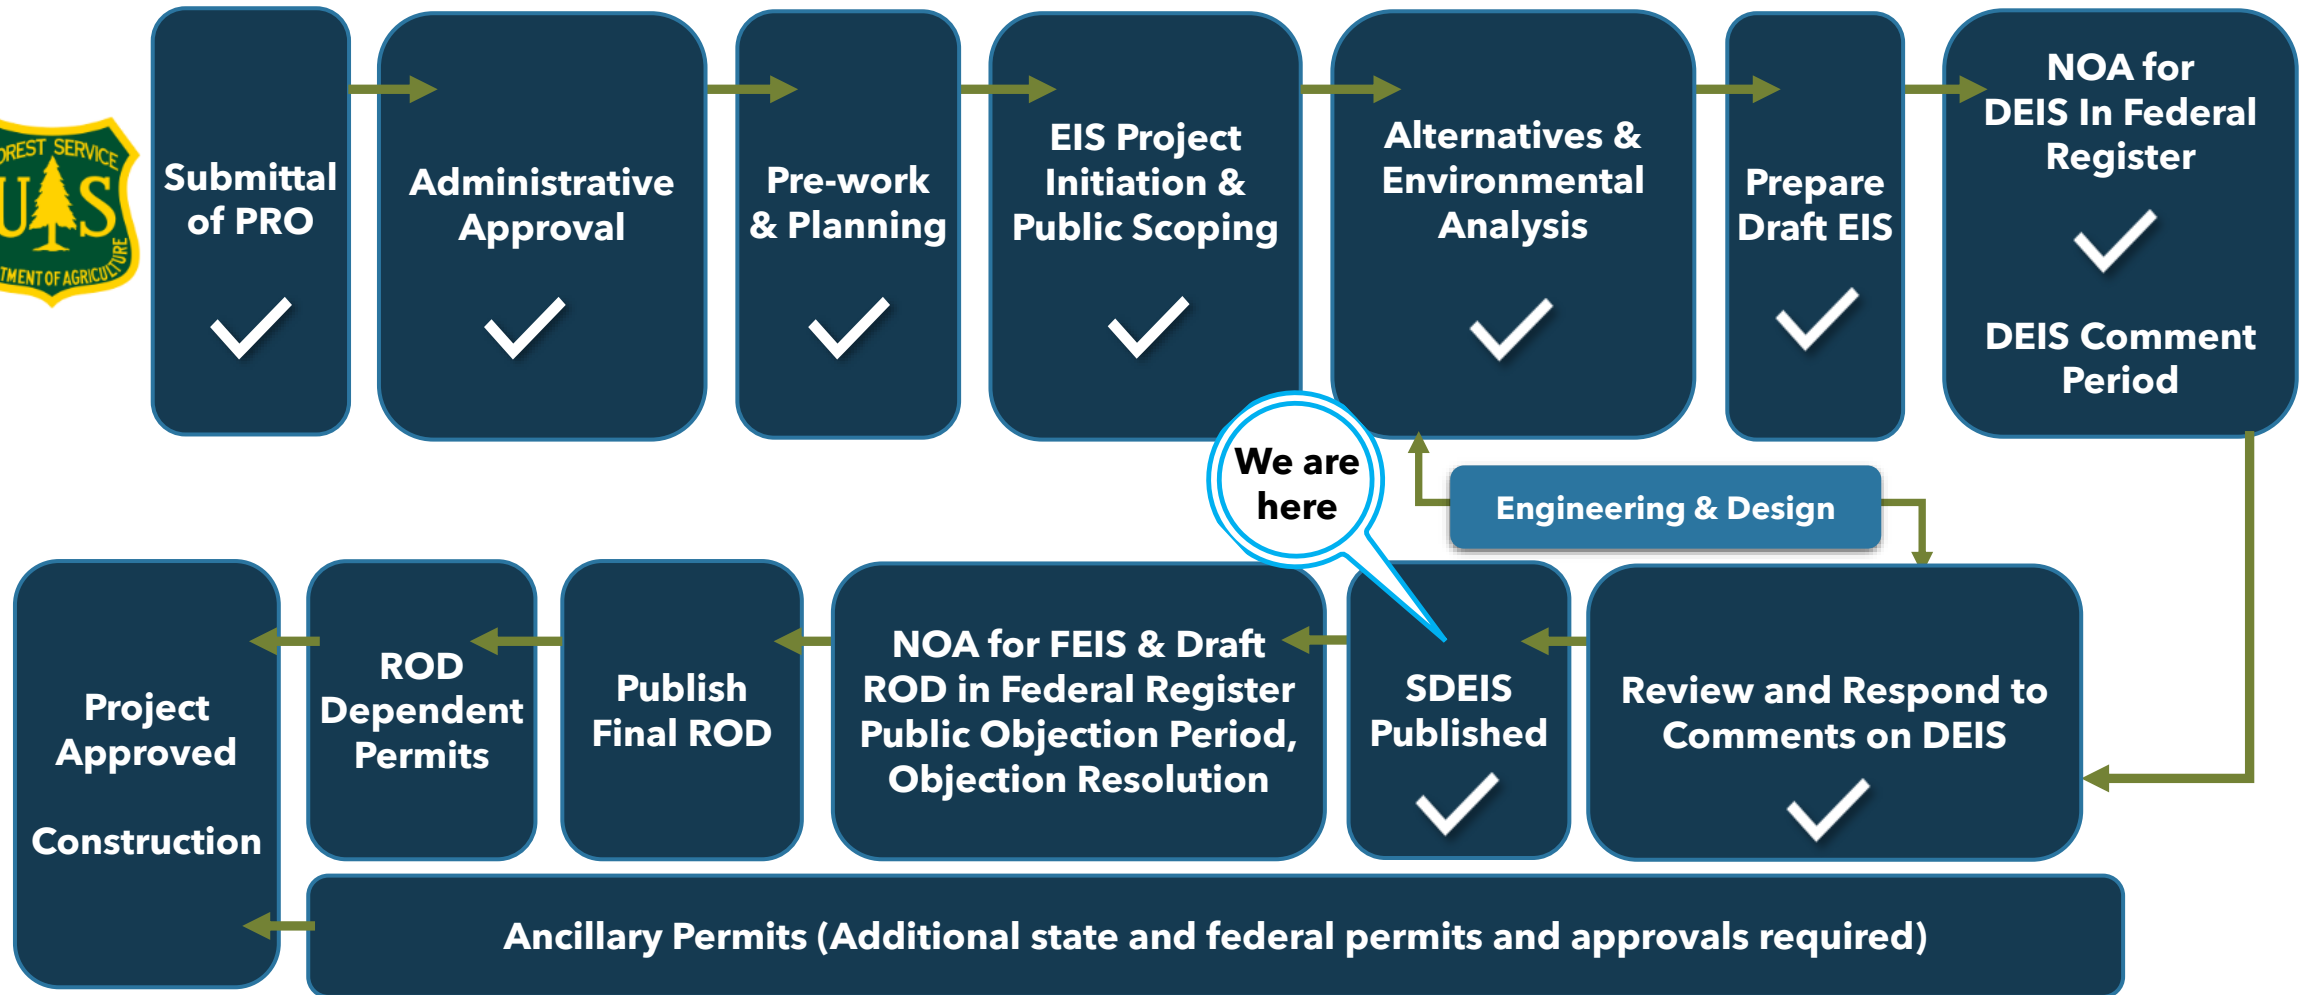 FOREST SERVICE
U S
DEPARTMENT OF AGRICULTURE
Submittal
of PRO
Administrative
Approval
Pre-work
& Planning
EIS Project
Initiation &
Public Scoping
Alternatives &
Environmental
Analysis
Prepare
Draft EIS
NOA for
DEIS In Federal
Register
DEIS Comment
Period
We are
here
Engineering & Design
Project
Approved
Construction
ROD
Dependent
Permits
Publish
Final ROD
NOA for FEIS & Draft
ROD in Federal Register
Public Objection Period,
Objection Resolution
SDEIS
Published
Review and Respond to
Comments on DEIS
Ancillary Permits (Additional state and federal permits and approvals required)